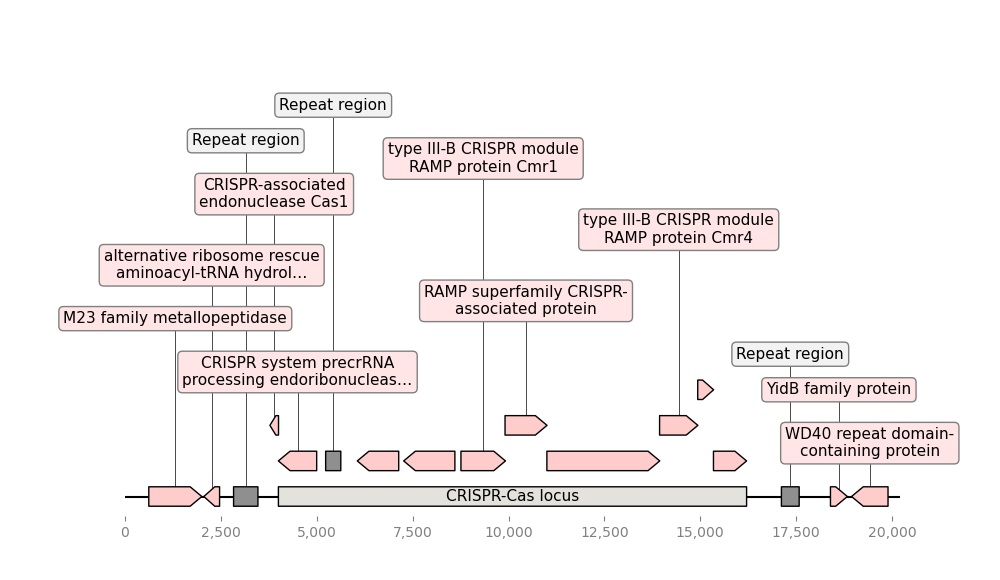 Repeat region
Repeat region
type III-B CRISPR module
RAMP protein Cmr1
CRISPR-associated
endonuclease Cas1
type III-B CRISPR module
RAMP protein Cmr4
alternative ribosome rescue
aminoacyl-tRNA hydrol...
RAMP superfamily CRISPR-
associated protein
M23 family metallopeptidase
Repeat region
CRISPR system precrRNA
processing endoribonucleas...
YidB family protein
WD40 repeat domain-
containing protein
CRISPR-Cas locus
0
2,500
5,000
7,500
10,000
12,500
15,000
17,500
20,000